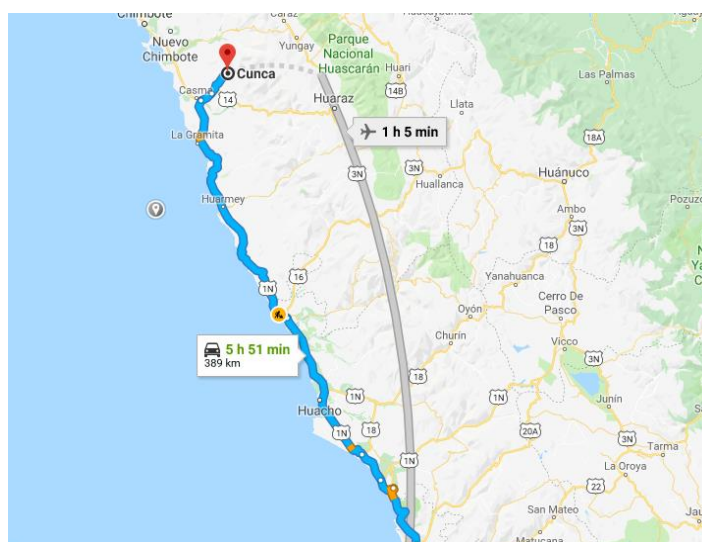 Chimbote
Nuevo
Chimbote
Caraz
Yungay
Parque
Nacional
Huascarán
Huari
14B
Las Palmas
Cunca
Casma
14
Huaraz
Llata
18A
La Gramita
1 h 5 min
3N
3N
Huallanca
Huánuco
Huarmey
Ambo
3N
Pozuzo
18
3N
1N
16
Yanahuanca
Oyón
Cerro De
Pasco
5 h 51 min
389 km
Churín
Vicco
3N
18
1N
1N
Junín
Huacho
1N
18
20A
3N
Tarma
1N
La Oroya
22
San Mateo
Jau
Matucana